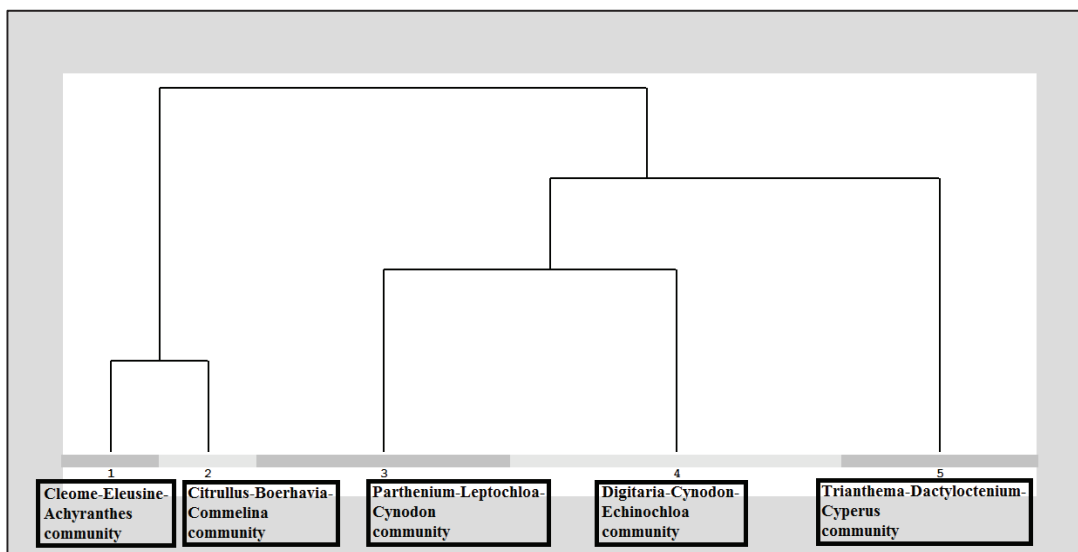 1 2 3 4 5
Cleome-Eleusine-
Achyranthes
community
Citrullus-Boerhavia-
Commelina
community
Parthenium-Leptochloa-
Cynodon
community
Digitaria-Cynodon-
Echinochloa
community
Trianthema-Dactyloctenium-
Cyperus
community